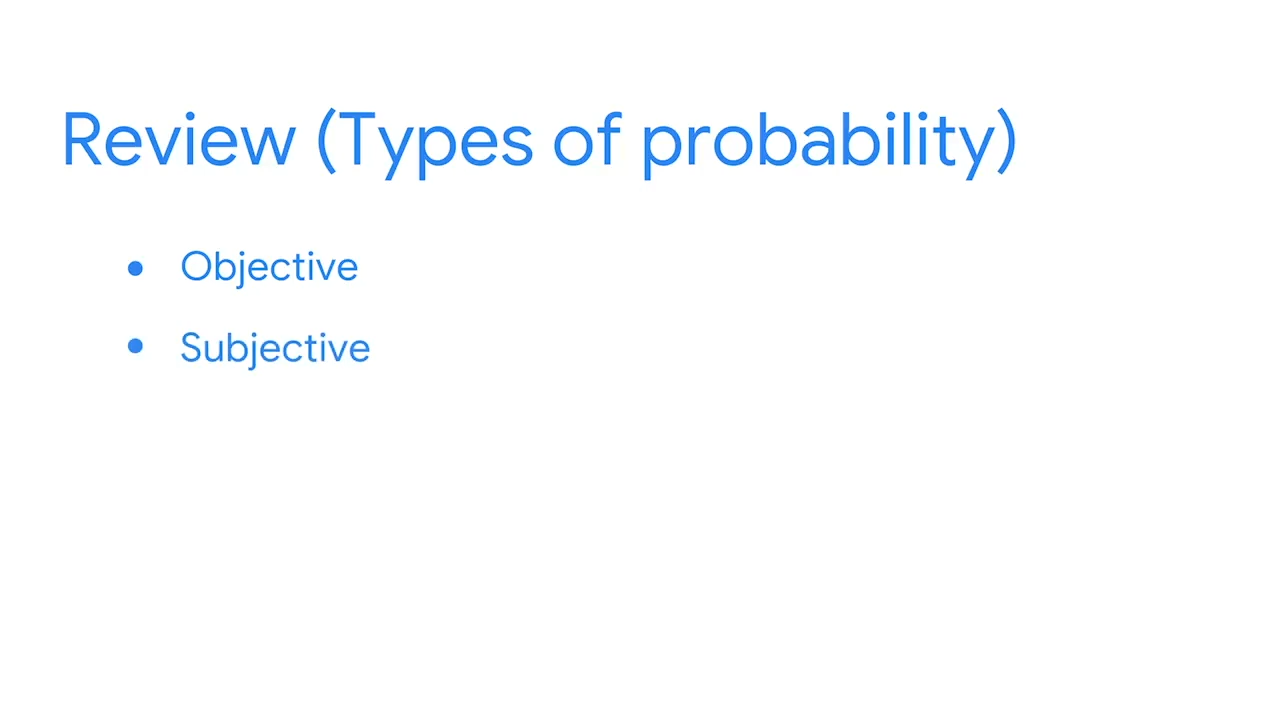 Review (Types of probability)
● Objective
● Subjective